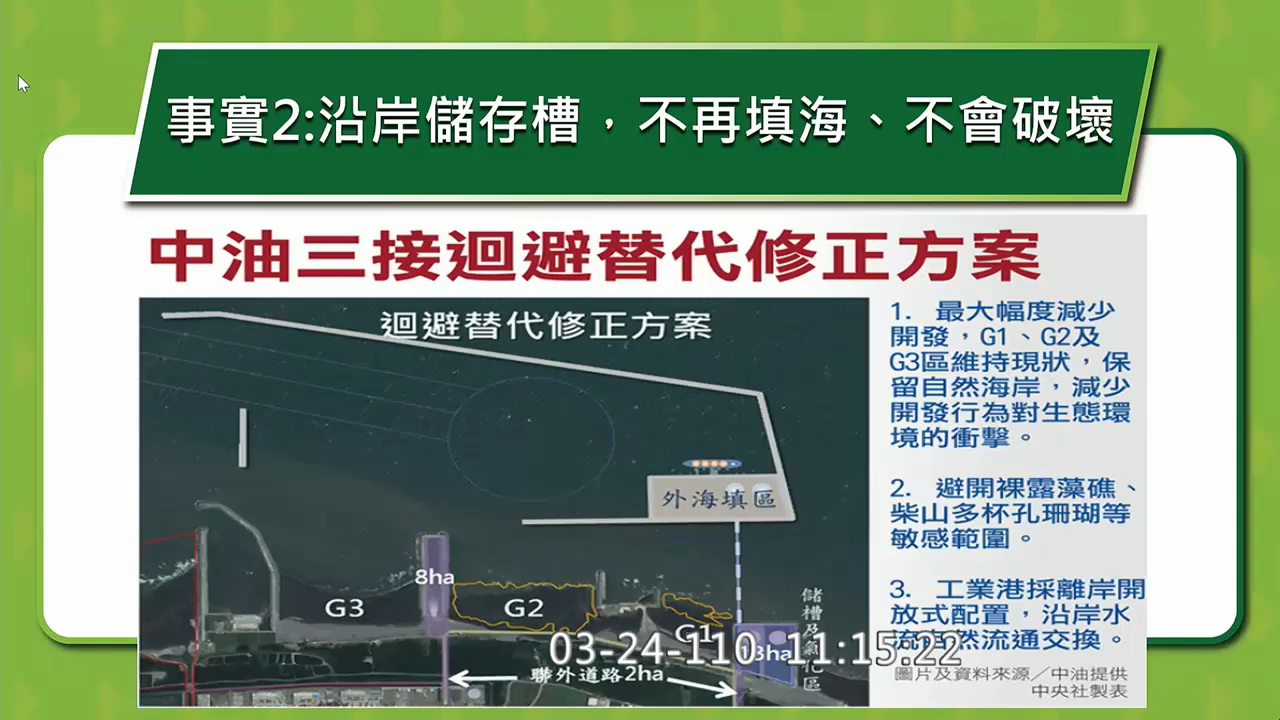 事實2:沿岸儲存槽，不再填海、不會破壞
中油三接迴避替代修正方案
迴避替代修正方案
外海填區
8ha
G3
G2
G1
13ha
儲槽及氣化區
聯外道路2ha
03-24-110 11:15:22
1. 最大幅度減少
開發，G1、G2及
G3區維持現狀，保
留自然海岸，減少
開發行為對生態環
境的衝擊。
2. 避開裸露藻礁、
柴山多杯孔珊瑚等
敏感範圍。
3. 工業港採離岸開
放式配置，沿岸水
流自然流通交換。
圖片及資料來源／中油提供
中央社製表